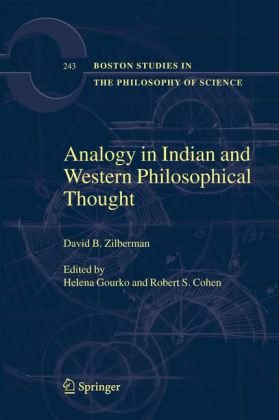 243
BOSTON STUDIES IN
THE PHILOSOPHY OF SCIENCE
Analogy in Indian and
Western Philosophical
Thought
David B. Zilberman
Edited by
Helena Gourko and Robert S. Cohen
Springer